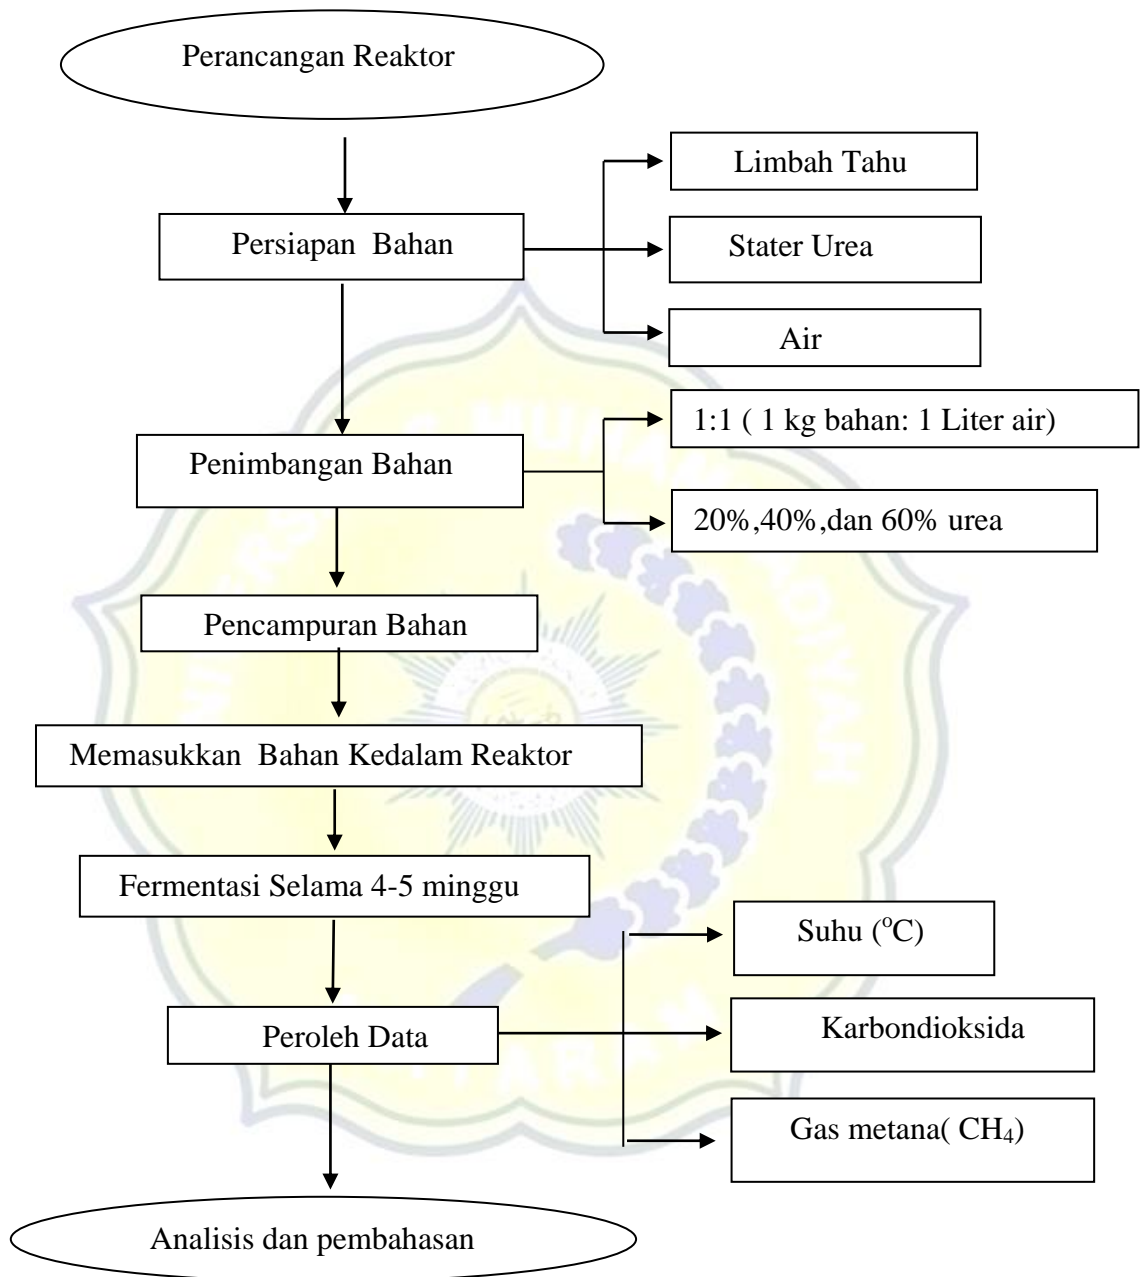 Perancangan Reaktor
Limbah Tahu
Persiapan Bahan
Stater Urea
Air
1:1 ( 1 kg bahan: 1 Liter air)
Penimbangan Bahan
20%,40%,dan 60% urea
Pencampuran Bahan
Memasukkan Bahan Kedalam Reaktor
Fermentasi Selama 4-5 minggu
Suhu (°C)
Peroleh Data
Karbondioksida
Gas metana( CH₄)
Analisis dan pembahasan